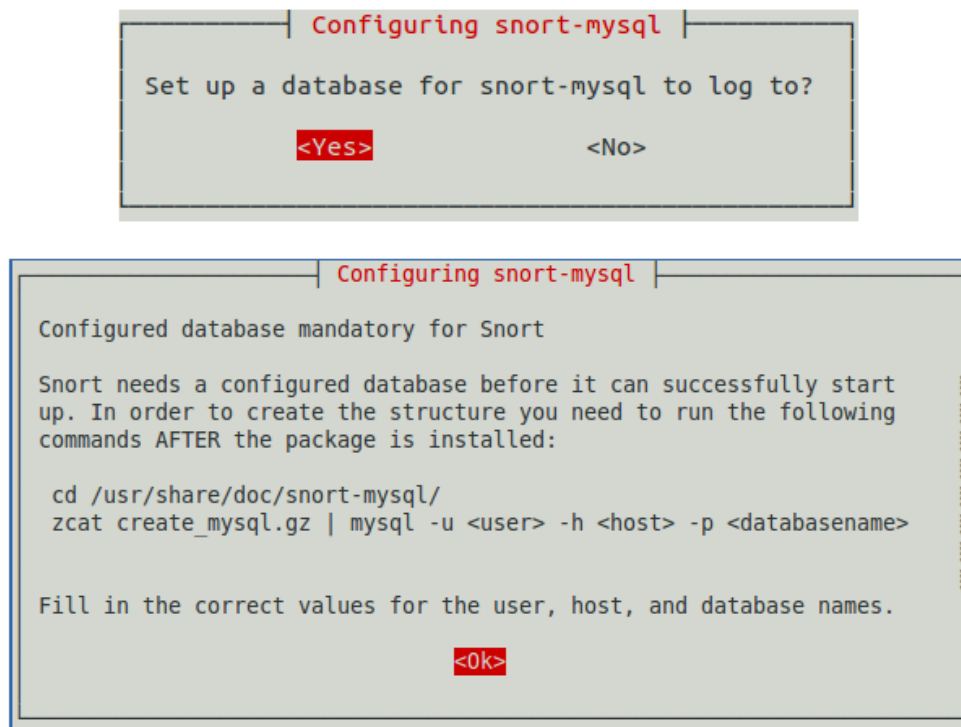 Configuring snort-mysql
Set up a database for snort-mysql to log to?
<Yes> <No>
Configuring snort-mysql
Configured database mandatory for Snort
Snort needs a configured database before it can successfully start
up. In order to create the structure you need to run the following
commands AFTER the package is installed:
cd /usr/share/doc/snort-mysql/
zcat create_mysql.gz | mysql -u <user> -h <host> -p <databasename>
Fill in the correct values for the user, host, and database names.
<Ok>